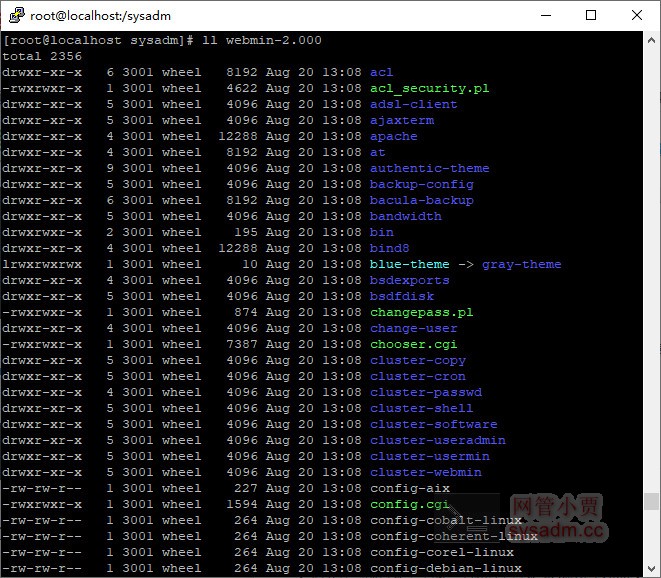 root@localhost:/sysadm
[root@localhost sysadm]# ll webmin-2.000
total 2356
drwxr-xr-x 6 3001 wheel 8192 Aug 20 13:08 acl
-rwxrwxr-x 1 3001 wheel 4622 Aug 20 13:08 acl_security.pl
drwxr-xr-x 5 3001 wheel 4096 Aug 20 13:08 adsl-client
drwxr-xr-x 5 3001 wheel 4096 Aug 20 13:08 ajaxterm
drwxr-xr-x 4 3001 wheel 12288 Aug 20 13:08 apache
drwxr-xr-x 4 3001 wheel 8192 Aug 20 13:08 at
drwxr-xr-x 9 3001 wheel 4096 Aug 20 13:08 authentic-theme
drwxr-xr-x 5 3001 wheel 4096 Aug 20 13:08 backup-config
drwxr-xr-x 6 3001 wheel 8192 Aug 20 13:08 bacula-backup
drwxr-xr-x 5 3001 wheel 4096 Aug 20 13:08 bandwidth
drwxr-xr-x 2 3001 wheel 195 Aug 20 13:08 bin
drwxr-xr-x 4 3001 wheel 12288 Aug 20 13:08 bind8
lrwxrwxrwx 1 3001 wheel 10 Aug 20 13:08 blue-theme -> gray-theme
drwxr-xr-x 4 3001 wheel 4096 Aug 20 13:08 bsdexports
drwxr-xr-x 5 3001 wheel 4096 Aug 20 13:08 bsdfdisk
-rwxrwxr-x 1 3001 wheel 874 Aug 20 13:08 changepass.pl
drwxr-xr-x 4 3001 wheel 4096 Aug 20 13:08 change-user
-rwxrwxr-x 1 3001 wheel 7387 Aug 20 13:08 chooser.cgi
drwxr-xr-x 5 3001 wheel 4096 Aug 20 13:08 cluster-copy
drwxr-xr-x 5 3001 wheel 4096 Aug 20 13:08 cluster-cron
drwxr-xr-x 4 3001 wheel 4096 Aug 20 13:08 cluster-passwd
drwxr-xr-x 5 3001 wheel 4096 Aug 20 13:08 cluster-shell
drwxr-xr-x 5 3001 wheel 4096 Aug 20 13:08 cluster-software
drwxr-xr-x 5 3001 wheel 4096 Aug 20 13:08 cluster-useradmin
drwxr-xr-x 5 3001 wheel 4096 Aug 20 13:08 cluster-usermin
drwxr-xr-x 5 3001 wheel 4096 Aug 20 13:08 cluster-webmin
-rw-rw-r-- 1 3001 wheel 227 Aug 20 13:08 config-aix
-rwxrwxr-x 1 3001 wheel 1594 Aug 20 13:08 config.cgi
-rw-rw-r-- 1 3001 wheel 264 Aug 20 13:08 config-cobalt-linux
-rw-rw-r-- 1 3001 wheel 264 Aug 20 13:08 config-coherent-linux
-rw-rw-r-- 1 3001 wheel 264 Aug 20 13:08 config-corel-linux
-rw-rw-r-- 1 3001 wheel 264 Aug 20 13:08 config-debian-linux
网管小贾
sysadm.cc